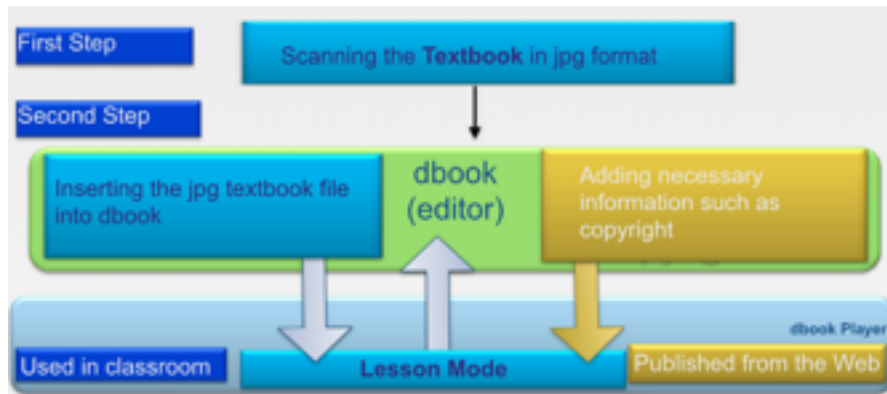 First Step
Scanning the Textbook in jpg format
Second Step
Inserting the jpg textbook file
into dbook
dbook
(editor)
Adding necessary
information such as
copyright
dbook Player
Used in classroom
Lesson Mode
Published from the Web